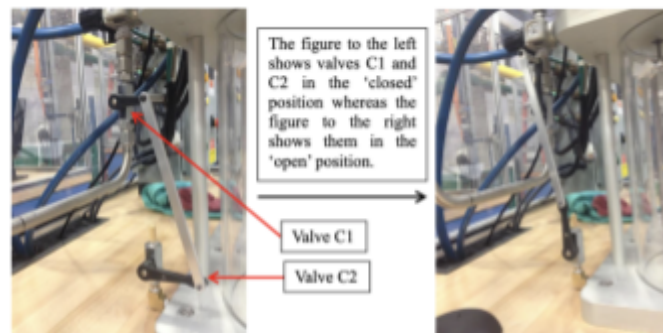 The figure to the left
shows valves C1 and
C2 in the 'closed'
position whereas the
figure to the right
shows them in the
'open' position.
Valve C1
Valve C2